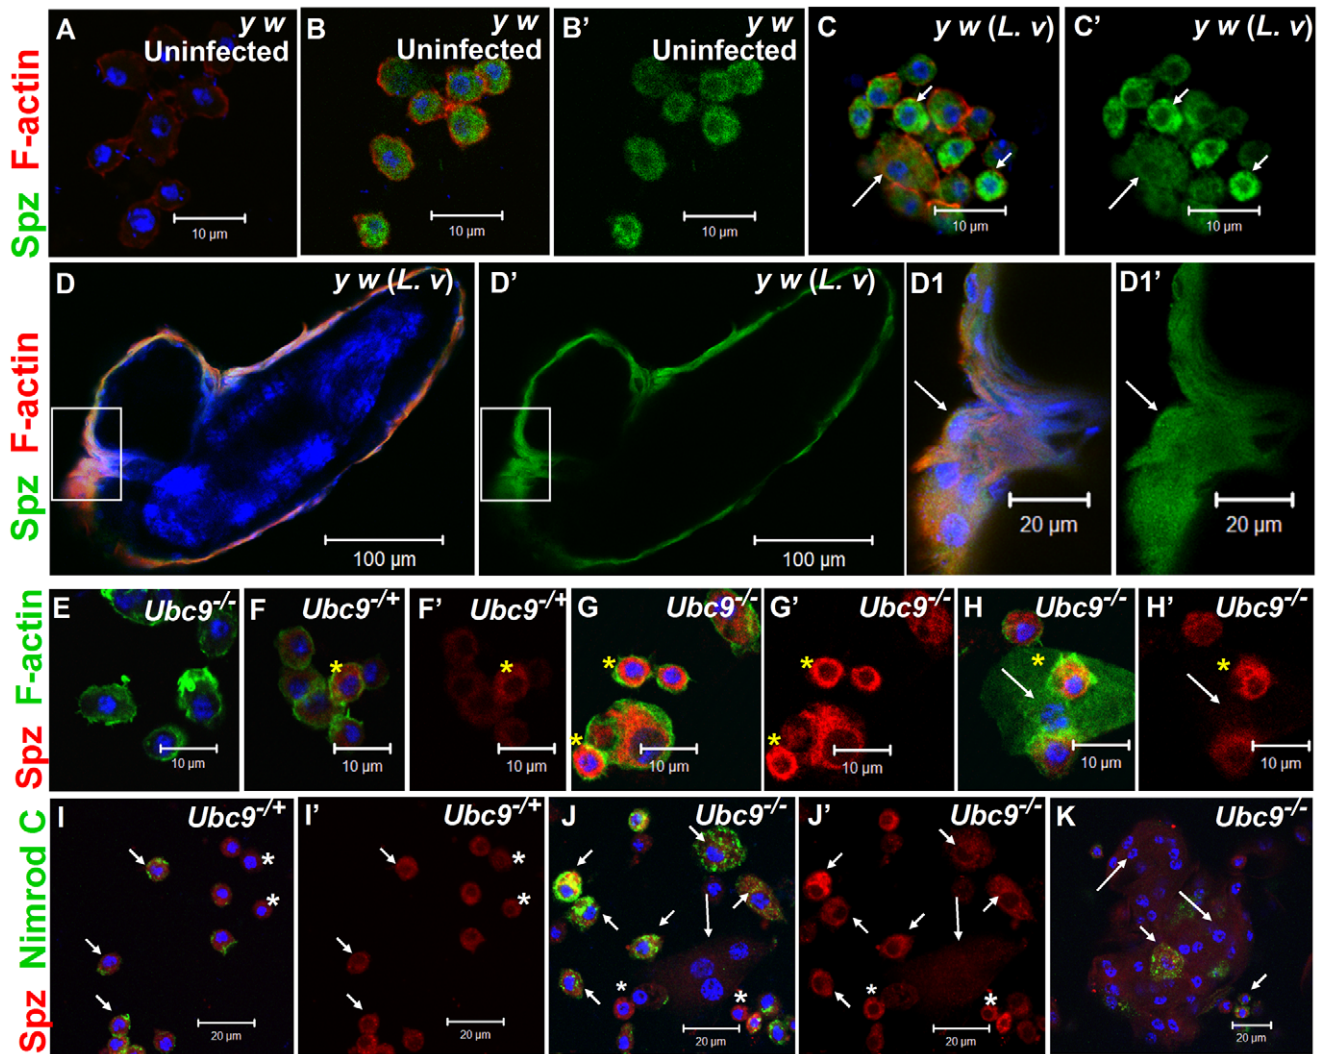 Spz F-actin
A
y w
Uninfected
10 µm
B
y w
Uninfected
10 µm
B'
y w
Uninfected
10 µm
C
y w (L. v)
10 µm
C'
y w (L. v)
10 µm
Spz F-actin
D
y w (L. v)
100 µm
D'
y w (L. v)
100 µm
D1
20 µm
D1'
20 µm
Spz F-actin
E
Ubc9-/-
10 µm
F
Ubc9-/+
10 µm
F'
Ubc9-/+
10 µm
G
Ubc9-/-
* *
10 µm
G'
Ubc9-/-
* *
10 µm
H
Ubc9-/-
*
10 µm
H'
Ubc9-/-
*
10 µm
Spz Nimrod C
I
Ubc9-/+
*
*
20 µm
I'
Ubc9-/+
*
*
20 µm
J
Ubc9-/-
* *
20 µm
J'
Ubc9-/-
* *
20 µm
K
Ubc9-/-
20 µm